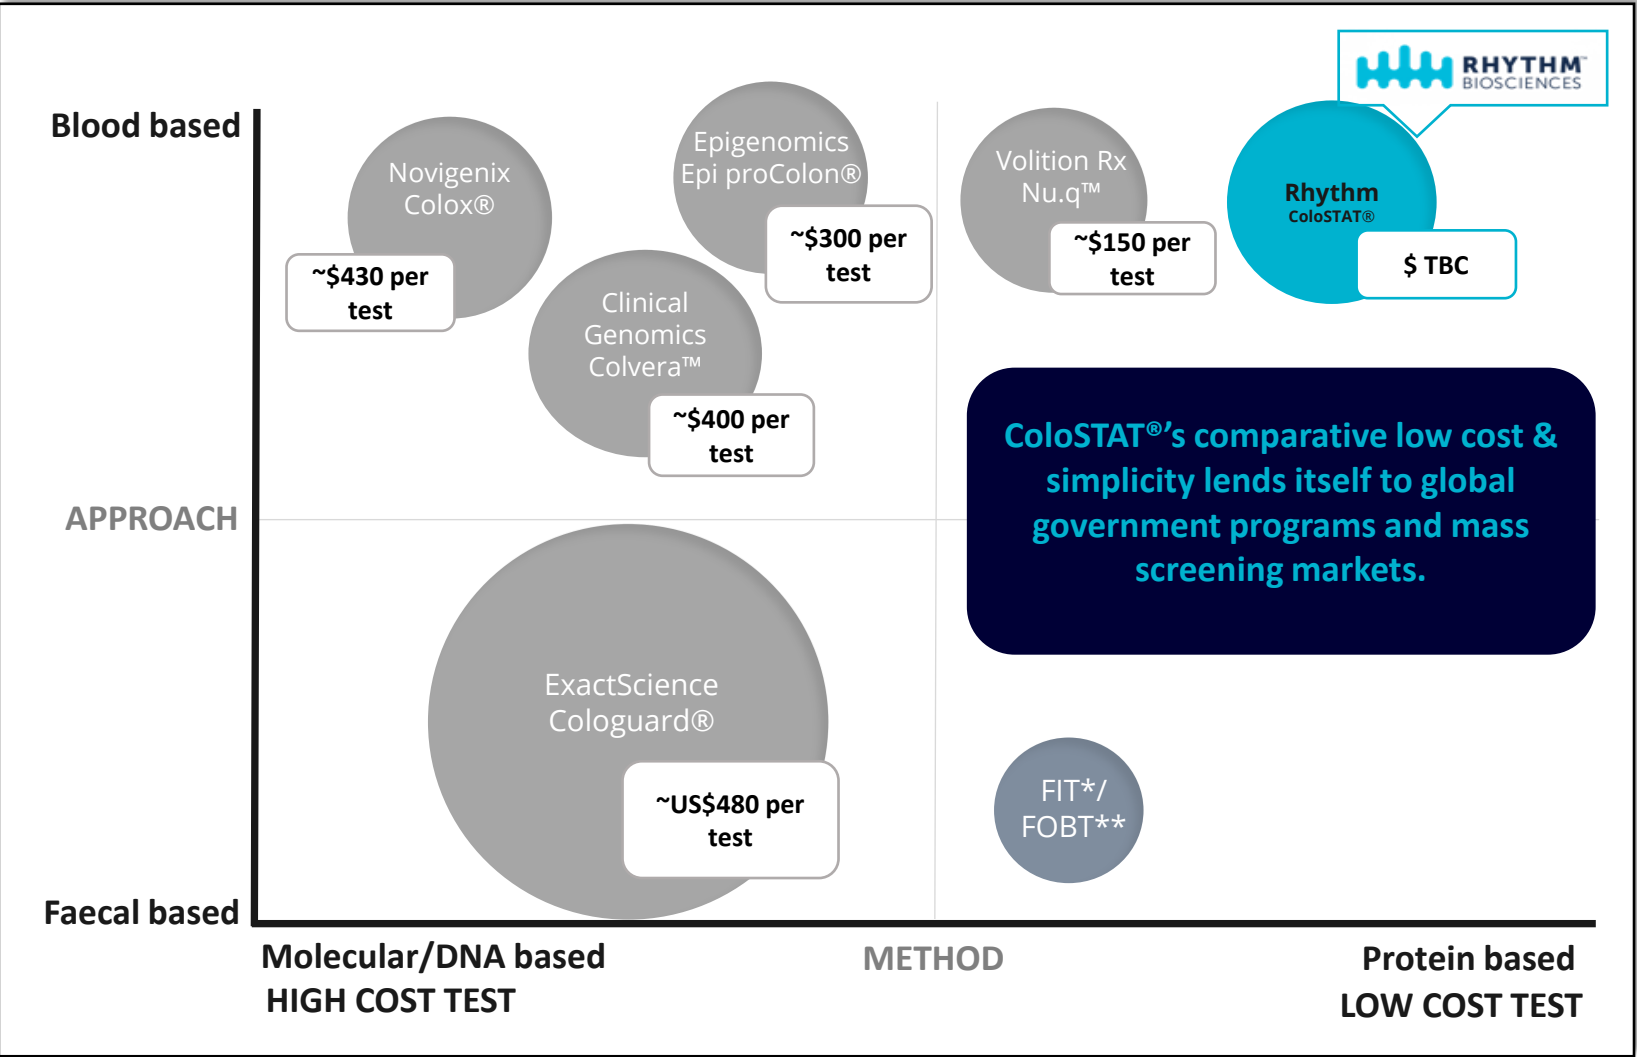 RHYTHM™
BIOSCIENCES
Blood based
Novigenix
Colox®
~$430 per
test
Epigenomics
Epi proColon®
~$300 per
test
Clinical
Genomics
Colvera™
~$400 per
test
Volition Rx
Nu.q™
~$150 per
test
Rhythm
ColoSTAT®
$ TBC
ColoSTAT®’s comparative low cost &
simplicity lends itself to global
government programs and mass
screening markets.
APPROACH
ExactScience
Cologuard®
~US$480 per
test
FIT*/
FOBT**
Faecal based
Molecular/DNA based
HIGH COST TEST
METHOD
Protein based
LOW COST TEST